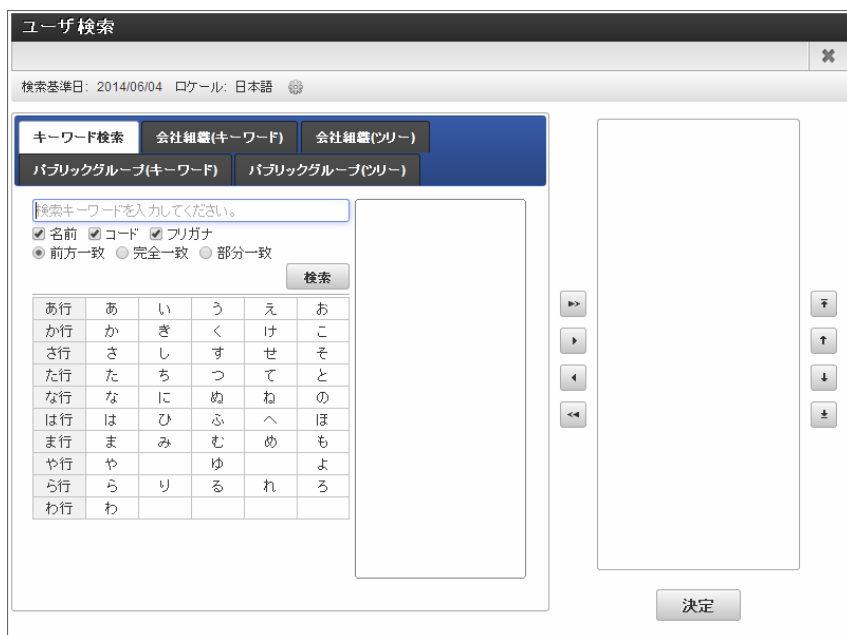 ユーザ検索
検索基準日: 2014/06/04 ロケール: 日本語
キーワード検索 会社組織(キーワード) 会社組織(ツリー)
パブリックグループ(キーワード) パブリックグループ(ツリー)
検索キーワードを入力してください。
名前 コード フリガナ
前方一致 完全一致 部分一致
検索
あ行 あ い う え お
か行 か き く け こ
さ行 さ し す せ そ
た行 た ち つ て と
な行 な に ぬ ね の
は行 は ひ ふ へ ほ
ま行 ま み む め も
や行 や ゆ よ
ら行 ら り る れ ろ
わ行 わ
決定